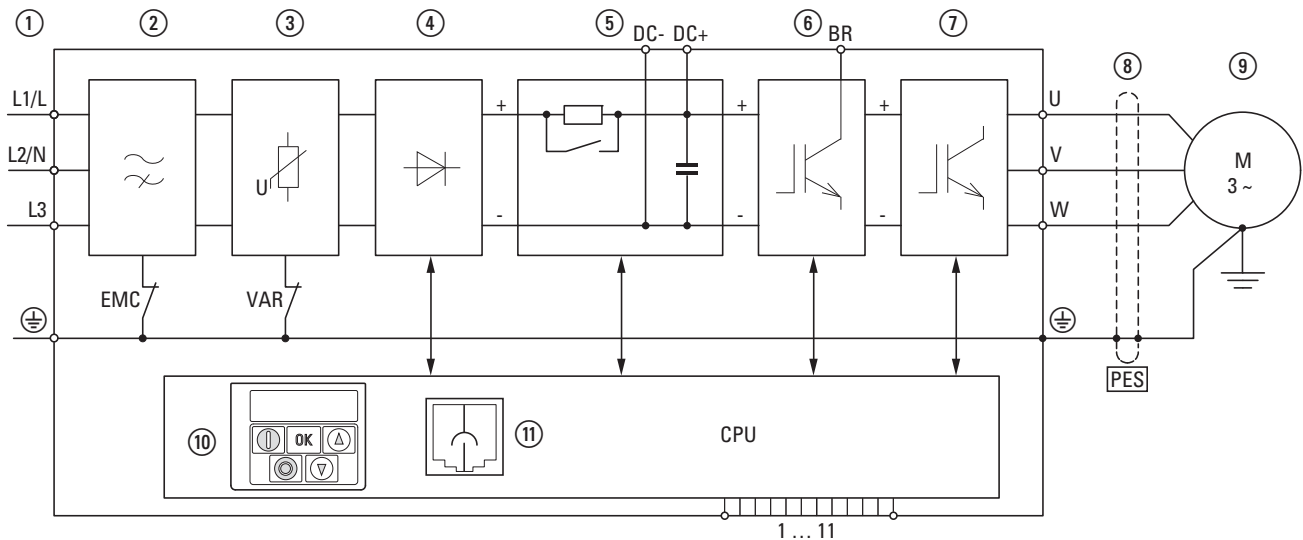 ① ② ③ ④ ⑤ ⑥ ⑦ ⑧ ⑨
DC- DC+ BR
L1/L + + + U
L2/N U V M
3 ~
L3 - - - W
EMC VAR
PES
⑩ OK ⑪ CPU
1 … 11